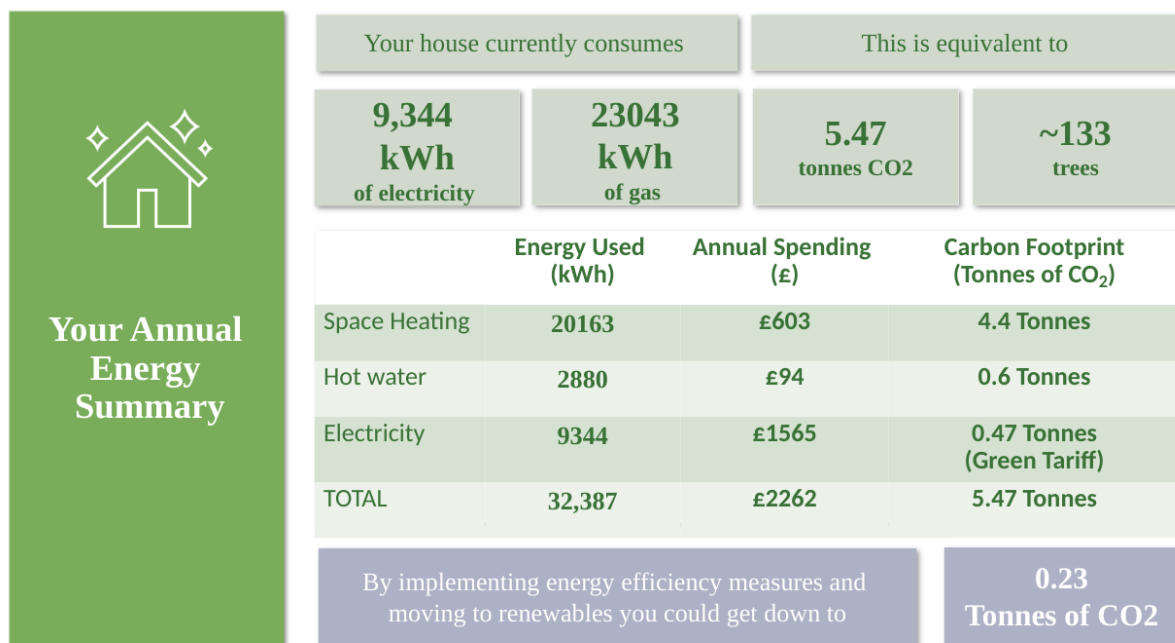 Your Annual
Energy
Summary
Your house currently consumes
This is equivalent to
9,344
kWh
of electricity
23043
kWh
of gas
5.47
tonnes CO2
~133
trees
Energy Used
(kWh)
Annual Spending
(£)
Carbon Footprint
(Tonnes of CO₂)
Space Heating 20163 £603 4.4 Tonnes
Hot water 2880 £94 0.6 Tonnes
Electricity 9344 £1565 0.47 Tonnes
(Green Tariff)
TOTAL 32,387 £2262 5.47 Tonnes
By implementing energy efficiency measures and
moving to renewables you could get down to
0.23
Tonnes of CO2